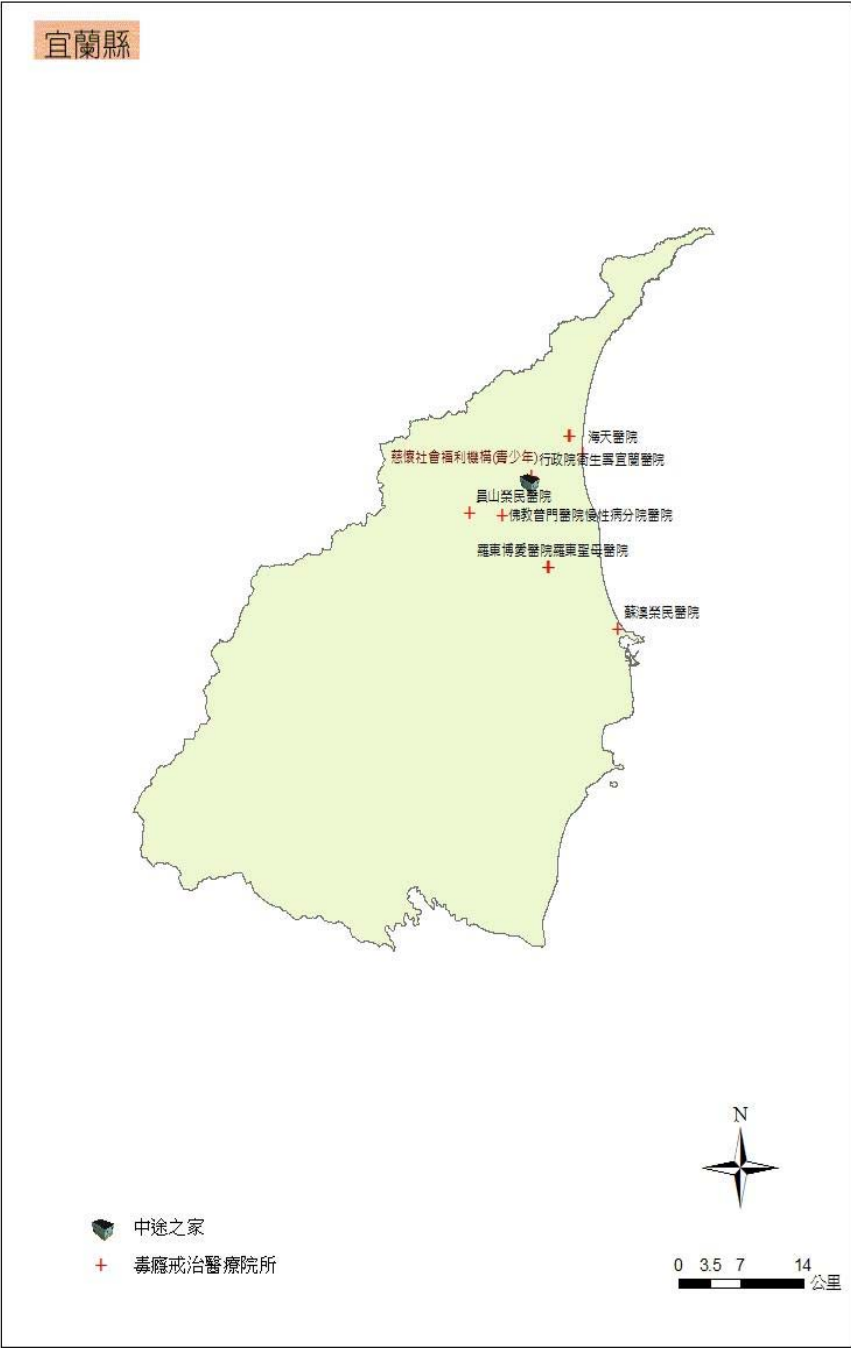 宜蘭縣
海天醫院
慈懷社會福利機構(青少年)
行政院衛生署宜蘭醫院
員山榮民醫院
佛教普門醫院慢性病分院醫院
羅東博愛醫院羅東聖母醫院
蘇澳榮民醫院
N
中途之家
毒癮戒治醫療院所
0 3.5 7 14
公里